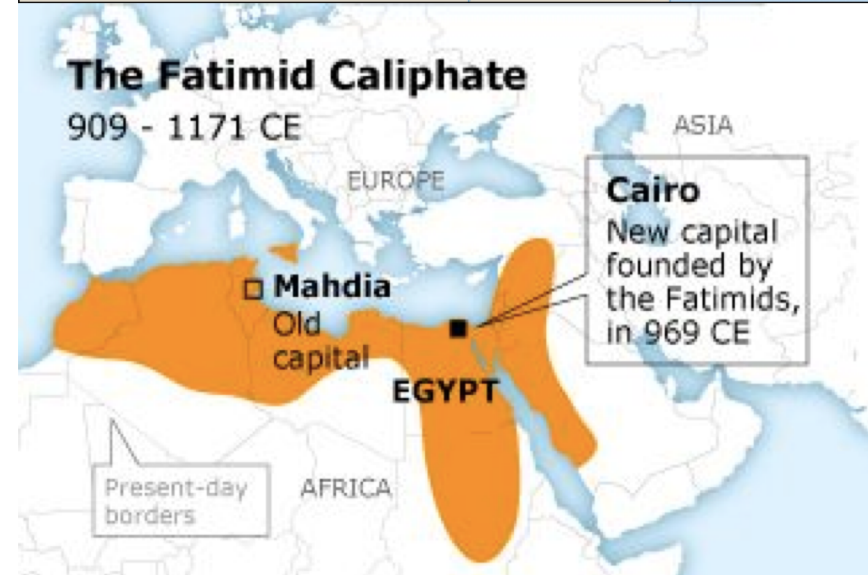 The Fatimid Caliphate
909 - 1171 CE
ASIA
EUROPE
Cairo
New capital
founded by
the Fatimids,
in 969 CE
Mahdia
Old
capital
EGYPT
Present-day
borders
AFRICA